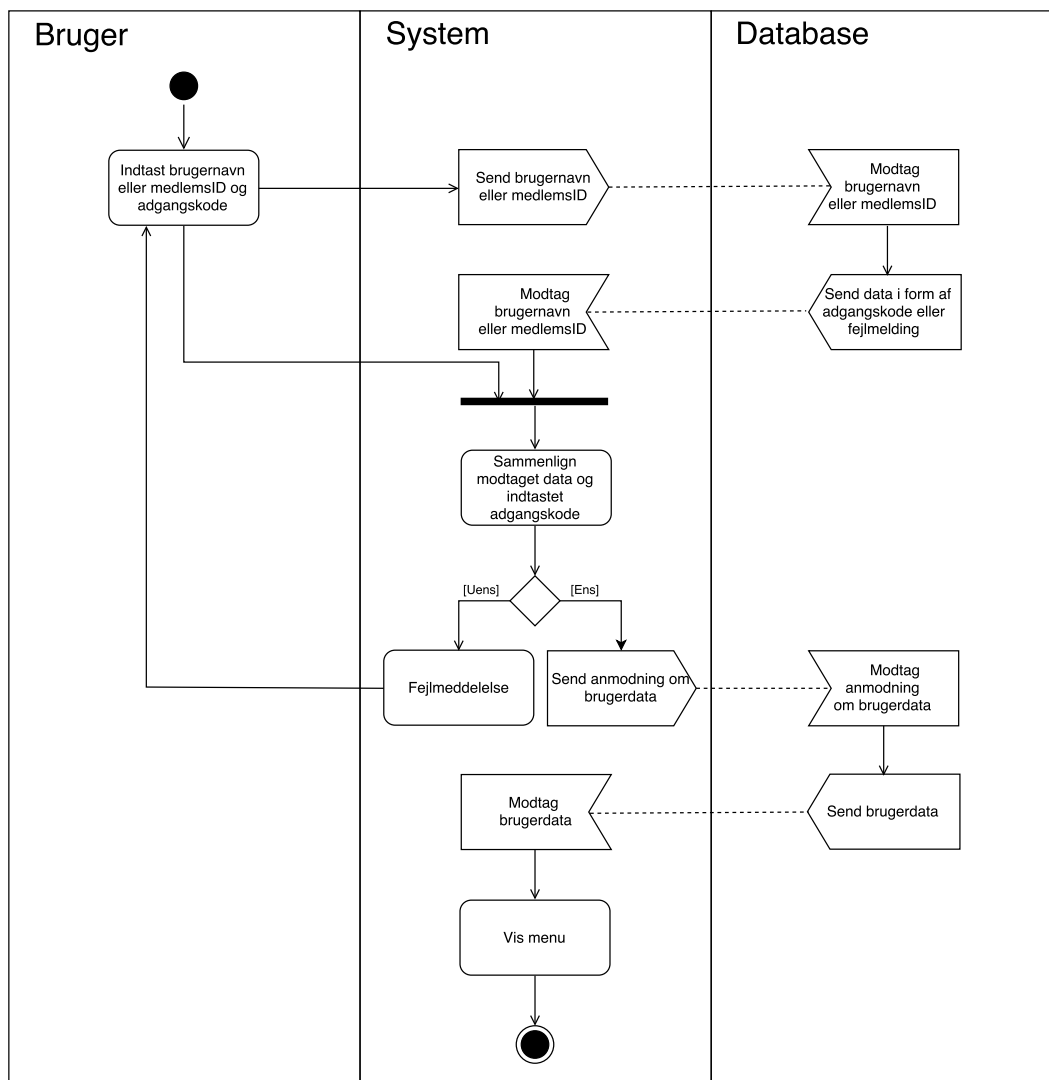 Bruger
System
Database
Indtast brugernavn
eller medlemsID og
adgangskode
Send brugernavn
eller medlemsID
Modtag
brugernavn
eller medlemsID
Modtag
brugernavn
eller medlemsID
Send data i form af
adgangskode eller
fejlmelding
Sammenlign
modtaget data og
indtastet
adgangskode
[Uens]
[Ens]
Fejlmeddelelse
Send anmodning om
brugerdata
Modtag
anmodning
om brugerdata
Modtag
brugerdata
Send brugerdata
Vis menu